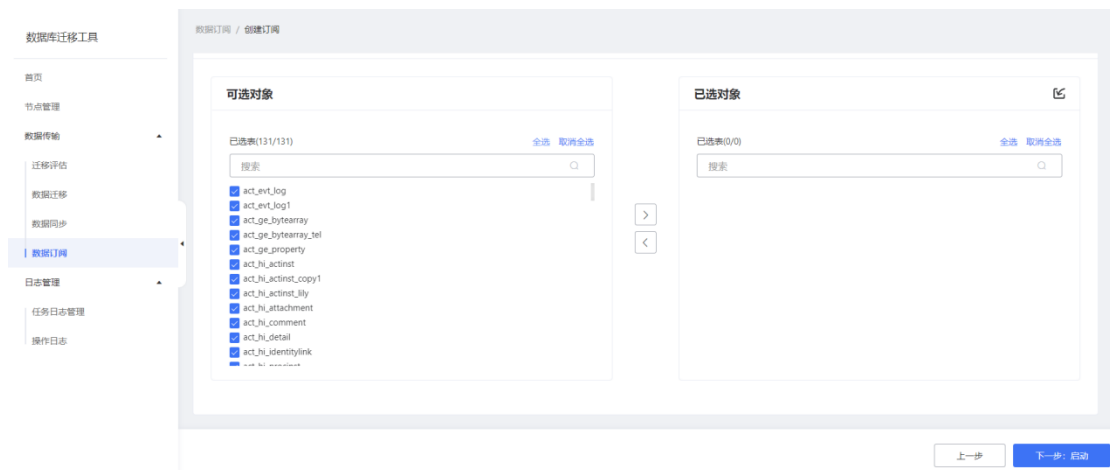 数据库迁移工具
首页
节点管理
数据传输
迁移评估
数据迁移
数据同步
数据订阅
日志管理
任务日志管理
操作日志
数据订阅 / 创建订阅
可选对象
已选表(131/131)
全选 取消全选
搜索
act_evt_log
act_evt_log1
act_ge_bytearray
act_ge_bytearray_tel
act_ge_property
act_hi_actinst
act_hi_actinst_copy1
act_hi_actinst_lily
act_hi_attachment
act_hi_comment
act_hi_detail
act_hi_identitylink
act_hi_procinst
已选对象
已选表(0/0)
全选 取消全选
搜索
上一步
下一步: 启动